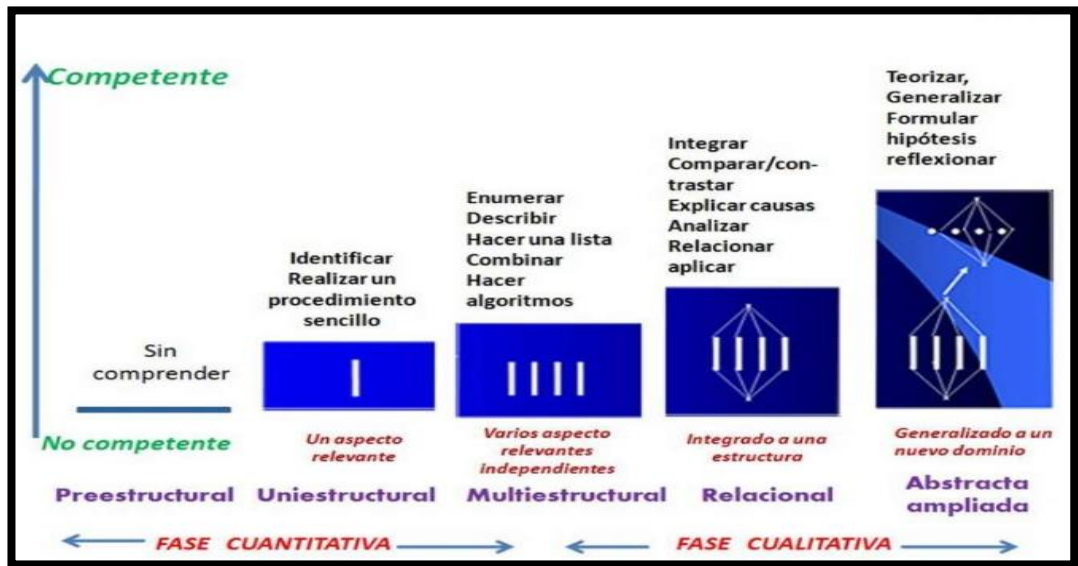 Competente
Teorizar,
Generalizar
Formular
hipótesis
reflexionar
Integrar
Comparar/con-
trastar
Explicar causas
Analizar
Relacionar
aplicar
Enumerar
Describir
Hacer una lista
Combinar
Hacer
algoritmos
Identificar
Realizar un
procedimiento
sencillo
Sin
comprender
No competente
Un aspecto
relevante
Varios aspecto
relevantes
independientes
Integrado a una
estructura
Generalizado a un
nuevo dominio
Preestructural
Uniestructural
Multiestructural
Relacional
Abstracta
ampliada
FASE CUANTITATIVA
FASE CUALITATIVA